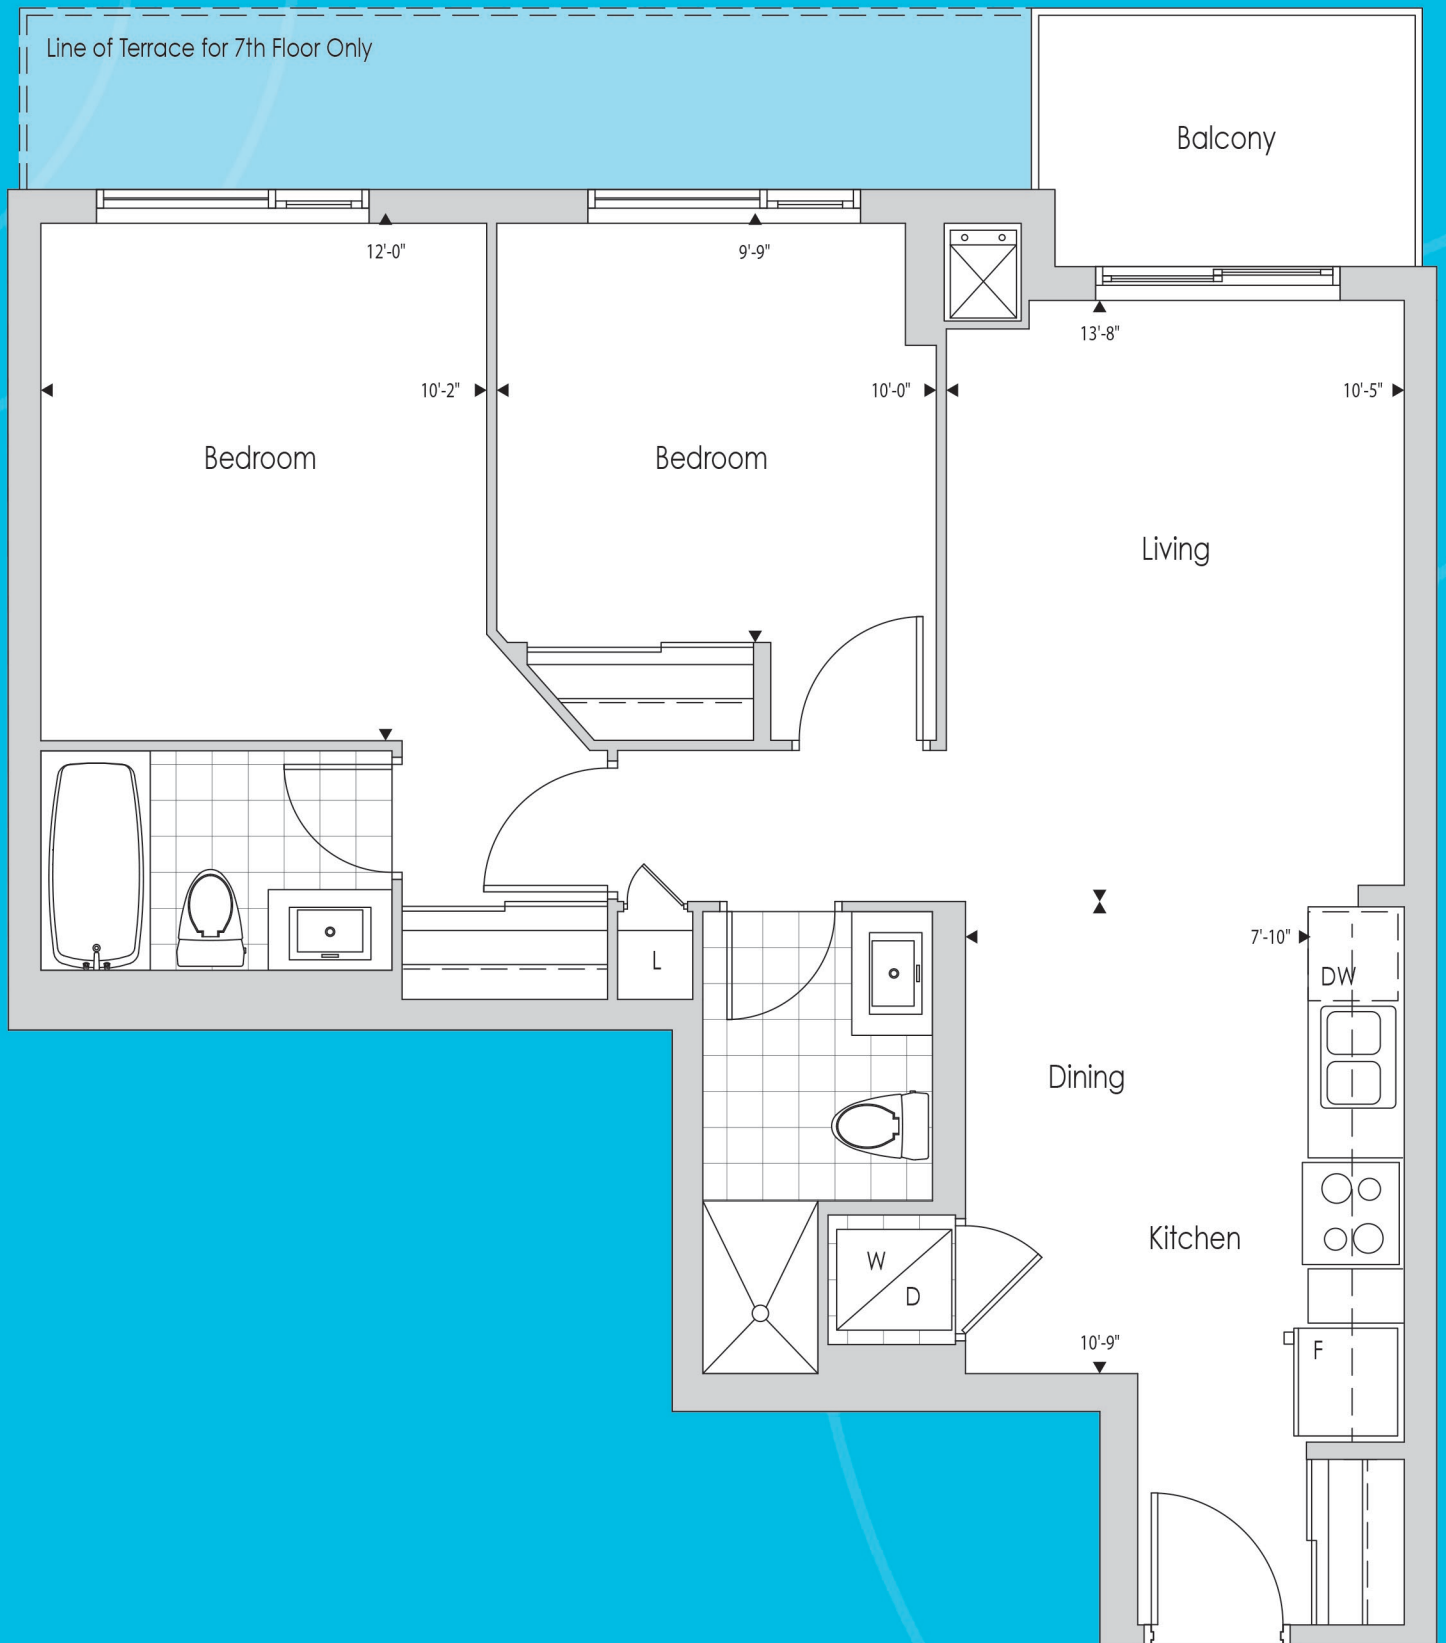 Line of Terrace for 7th Floor Only
Balcony
12'-0"
9'-9"
13'-8"
10'-2"
10'-0"
10'-5"
Bedroom
Bedroom
Living
7'-10"
L
DW
Dining
Kitchen
W
D
10'-9"
F